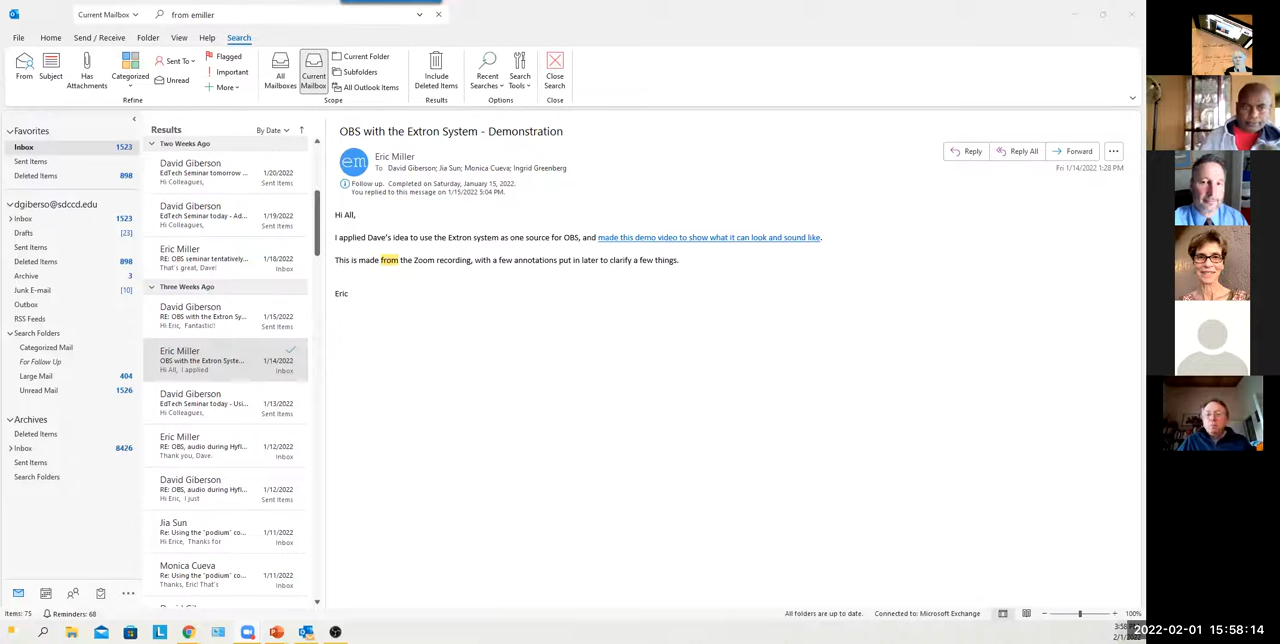 Current Mailbox
from emiller
File Home Send / Receive Folder View Help Search
From
Subject
Has Attachments
Categorized
Sent To
Unread
Flagged
Important
More
Refine
All Mailboxes
Current Mailbox
Current Folder
Subfolders
All Outlook Items
Scope
Include Deleted Items
Results
Recent Searches
Search Tools
Options
Close Search
Close
Favorites
Inbox 1523
Sent Items
Deleted Items 898
dgiberso@sdccd.edu
Inbox 1523
Drafts [23]
Sent Items
Deleted Items 898
Archive 3
Junk E-mail [10]
Outbox
RSS Feeds
Search Folders
Categorized Mail
For Follow Up
Large Mail 404
Unread Mail 1526
Archives
Deleted Items
Inbox 8426
Sent Items
Search Folders
Items: 75 Reminders: 68
Results By Date
Two Weeks Ago
David Giberson
EdTech Seminar tomorrow ... 1/20/2022
Hi Colleagues, Sent Items
David Giberson
EdTech Seminar today - Ad... 1/19/2022
Hi Colleagues, Sent Items
Eric Miller
RE: OBS seminar tentatively... 1/18/2022
That's great, Dave! Inbox
Three Weeks Ago
David Giberson
RE: OBS with the Extron Sy... 1/15/2022
Hi Eric, Fantastic!! Sent Items
Eric Miller
OBS with the Extron Syste... 1/14/2022
Hi All, I applied Inbox
David Giberson
EdTech Seminar today - Usi... 1/13/2022
Hi Colleagues, Sent Items
Eric Miller
RE: OBS, audio during Hyfl... 1/12/2022
Thank you, Dave. Inbox
David Giberson
RE: OBS, audio during Hyfl... 1/12/2022
Hi Eric, I just Sent Items
Jia Sun
Re: Using the "podium" co... 1/11/2022
Hi Erice, Thanks for Inbox
Monica Cueva
Re: Using the "podium" co... 1/11/2022
Thanks, Eric! That's Inbox
OBS with the Extron System - Demonstration
em
Eric Miller
To David Giberson; Jia Sun; Monica Cueva; Ingrid Greenberg
Follow up. Completed on Saturday, January 15, 2022.
You replied to this message on 1/15/2022 5:04 PM.
Reply Reply All Forward
Fri 1/14/2022 1:28 PM
Hi All,
I applied Dave's idea to use the Extron system as one source for OBS, and made this demo video to show what it can look and sound like.
This is made from the Zoom recording, with a few annotations put in later to clarify a few things.
Eric
All folders are up to date. Connected to: Microsoft Exchange 100%
2022-02-01 15:58:14